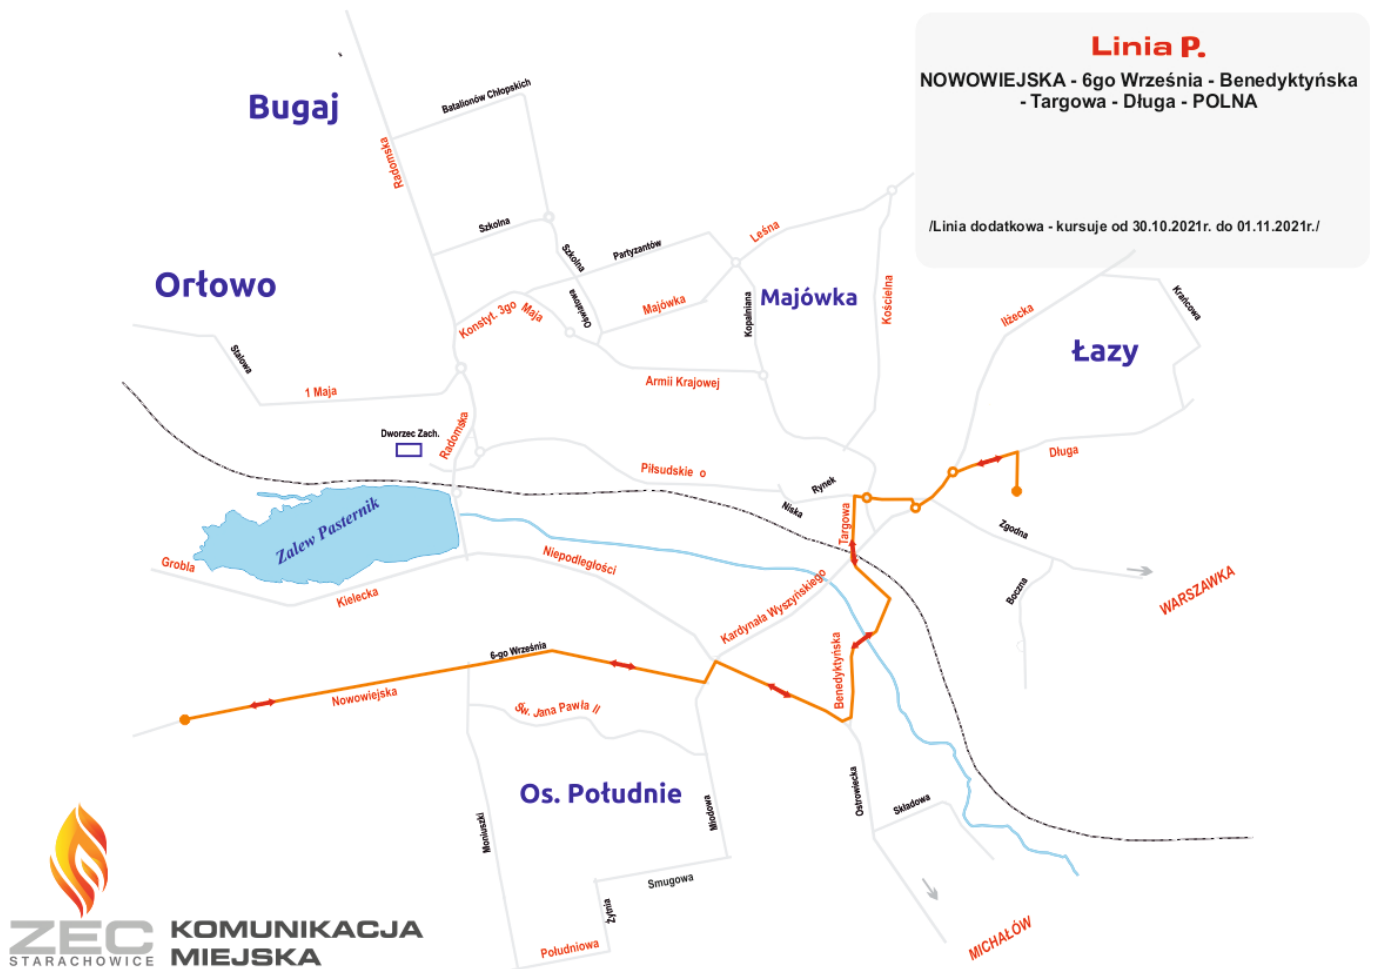 Linia P.
NOWOWIEJSKA - 6go Września - Benedyktyńska
- Targowa - Długa - POLNA
/Linia dodatkowa - kursuje od 30.10.2021r. do 01.11.2021r./
Bugaj
Batalionów Chłopskich
Radomska
Szkolna
Szkolna
Partyzantów
Leśna
Orłowo
Oświatowa
Majówka
Kopalniana
Majówka
Kościelna
Krańcowa
Konstyt. 3go Maja
Iłżecka
Łazy
Stalowa
1 Maja
Armii Krajowej
Dworzec Zach.
Radomska
Długa
Piłsudskie o
Rynek
Niska
Targowa
Zgodna
Zalew Pasternik
Niepodległości
Grobla
Kielecka
Kardynała Wyszyńskiego
Boczna
WARSZAWKA
6-go Września
Benedyktyńska
Nowowiejska
Św. Jana Pawła II
Os. Południe
Ostrowiecka
Składowa
Moniuszki
Miodowa
Smugowa
Żytnia
Południowa
MICHAŁÓW
ZEC
STARACHOWICE
KOMUNIKACJA
MIEJSKA